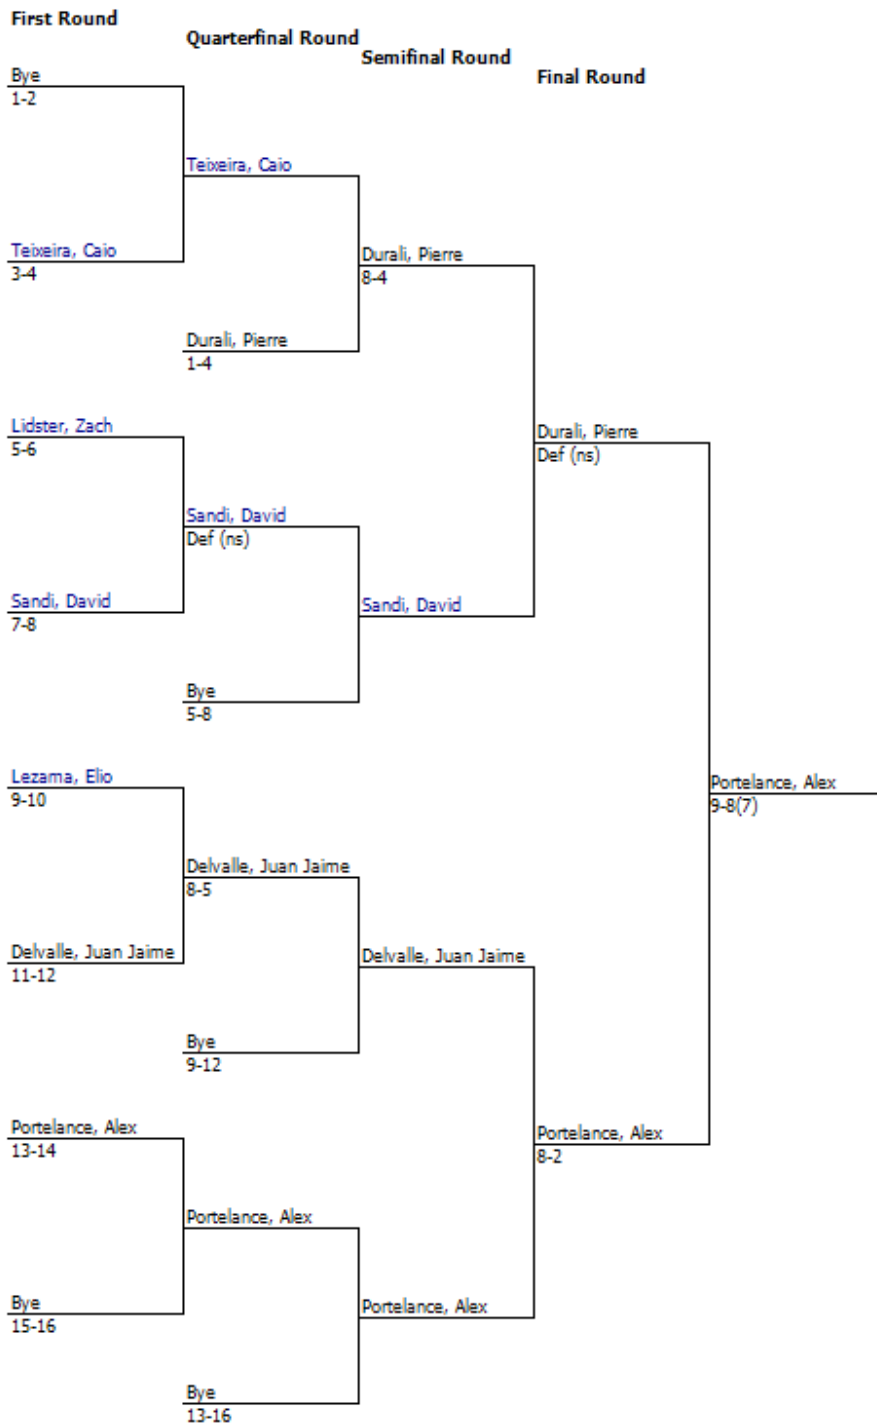 First Round
Quarterfinal Round
Semifinal Round
Final Round
Bye
1-2
Teixeira, Caio
Teixeira, Caio
3-4
Durali, Pierre
8-4
Durali, Pierre
1-4
Lidster, Zach
5-6
Durali, Pierre
Def (ns)
Sandi, David
Def (ns)
Sandi, David
7-8
Sandi, David
Bye
5-8
Lezama, Elio
9-10
Portelance, Alex
9-8(7)
Delvalle, Juan Jaime
8-5
Delvalle, Juan Jaime
11-12
Delvalle, Juan Jaime
Bye
9-12
Portelance, Alex
13-14
Portelance, Alex
8-2
Portelance, Alex
Bye
15-16
Portelance, Alex
Bye
13-16